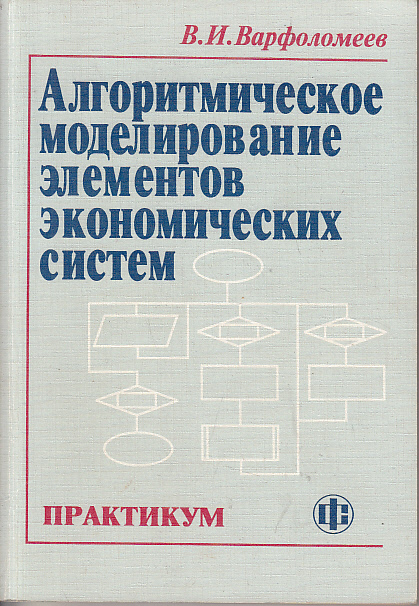 В.И.Варфоломеев
Алгоритмическое
моделирование
элементов
экономических
систем
ПРАКТИКУМ